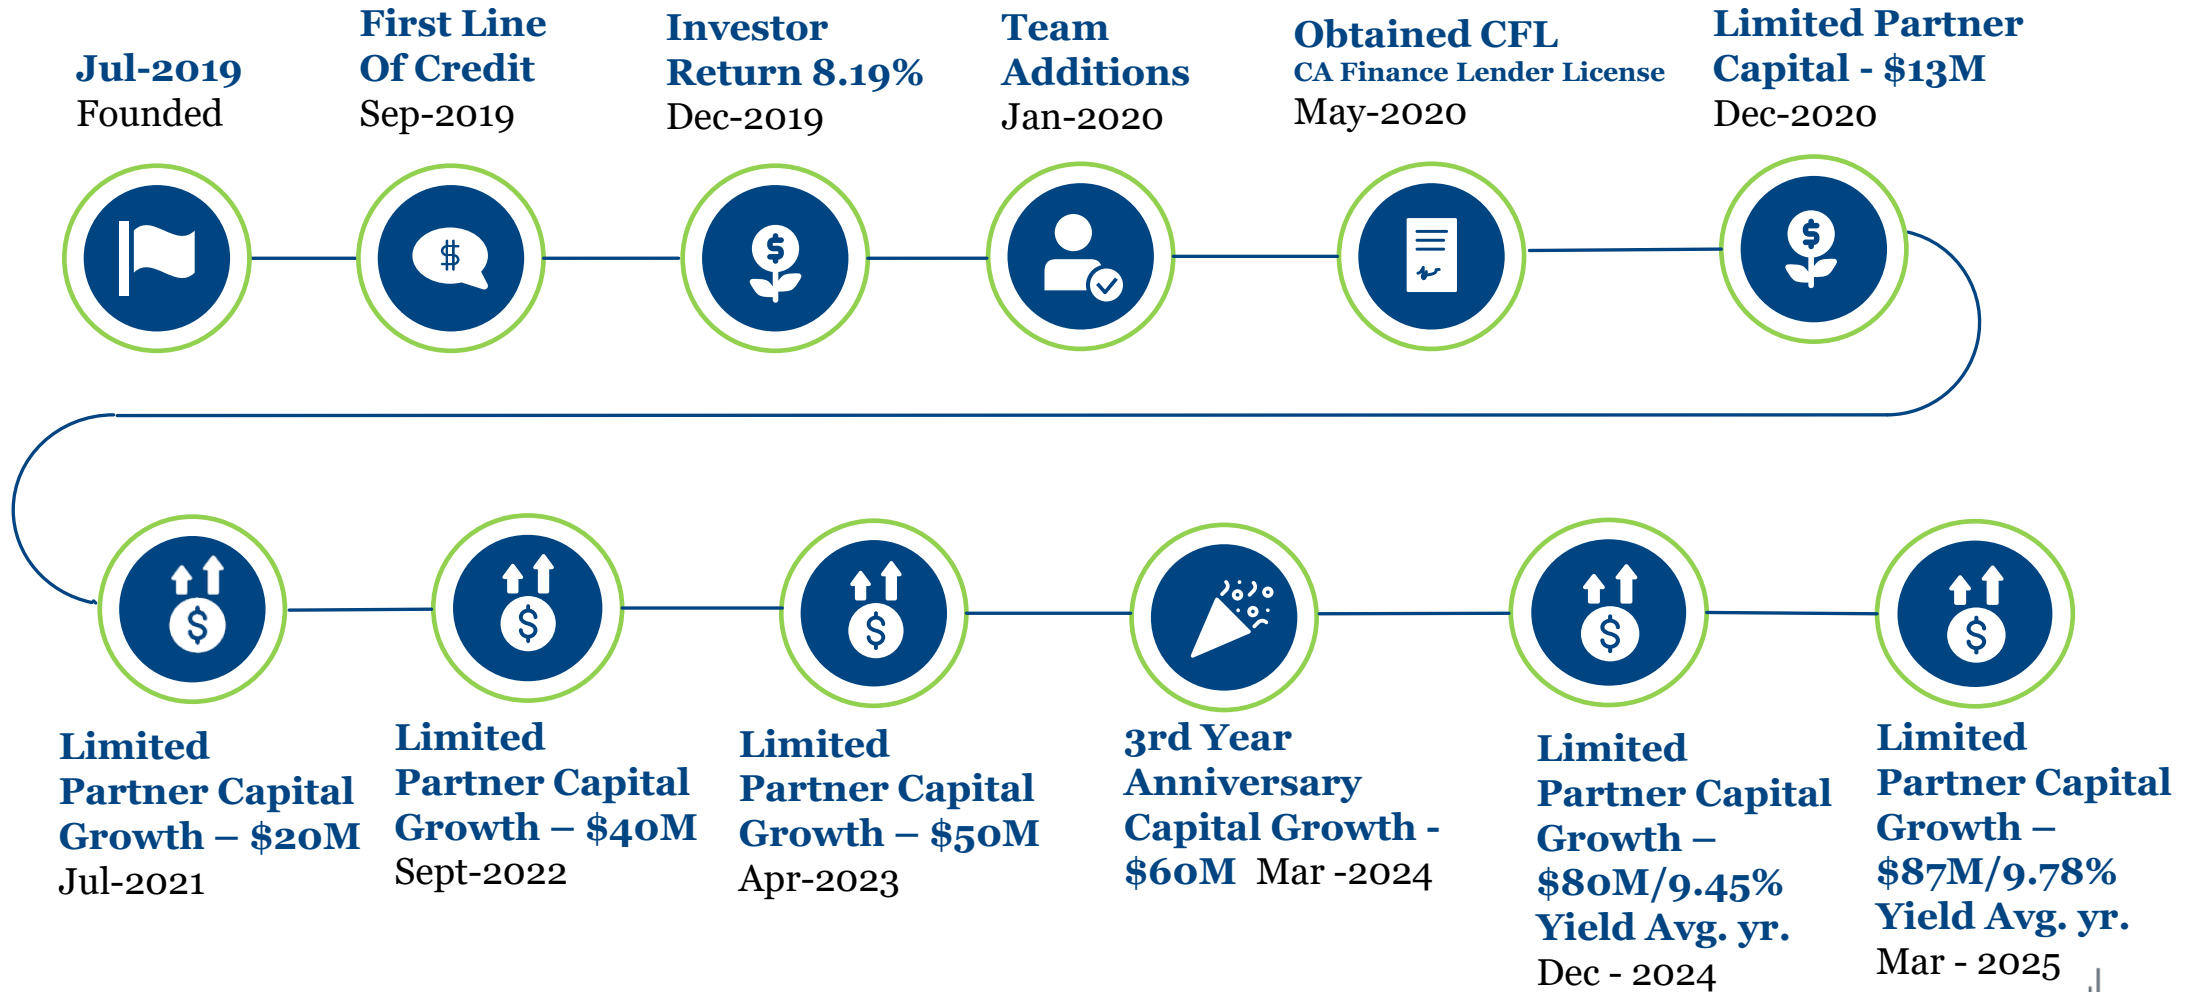 Jul-2019
Founded
First Line
Of Credit
Sep-2019
Investor
Return 8.19%
Dec-2019
Team
Additions
Jan-2020
Obtained CFL
CA Finance Lender License
May-2020
Limited Partner
Capital - $13M
Dec-2020
$
$
$
Limited
Partner Capital
Growth – $20M
Jul-2021
Limited
Partner Capital
Growth – $40M
Sept-2022
Limited
Partner Capital
Growth – $50M
Apr-2023
3rd Year
Anniversary
Capital Growth -
$60M Mar -2024
Limited
Partner Capital
Growth –
$80M/9.45%
Yield Avg. yr.
Dec - 2024
Limited
Partner Capital
Growth –
$87M/9.78%
Yield Avg. yr.
Mar - 2025
$
$
$
$
$